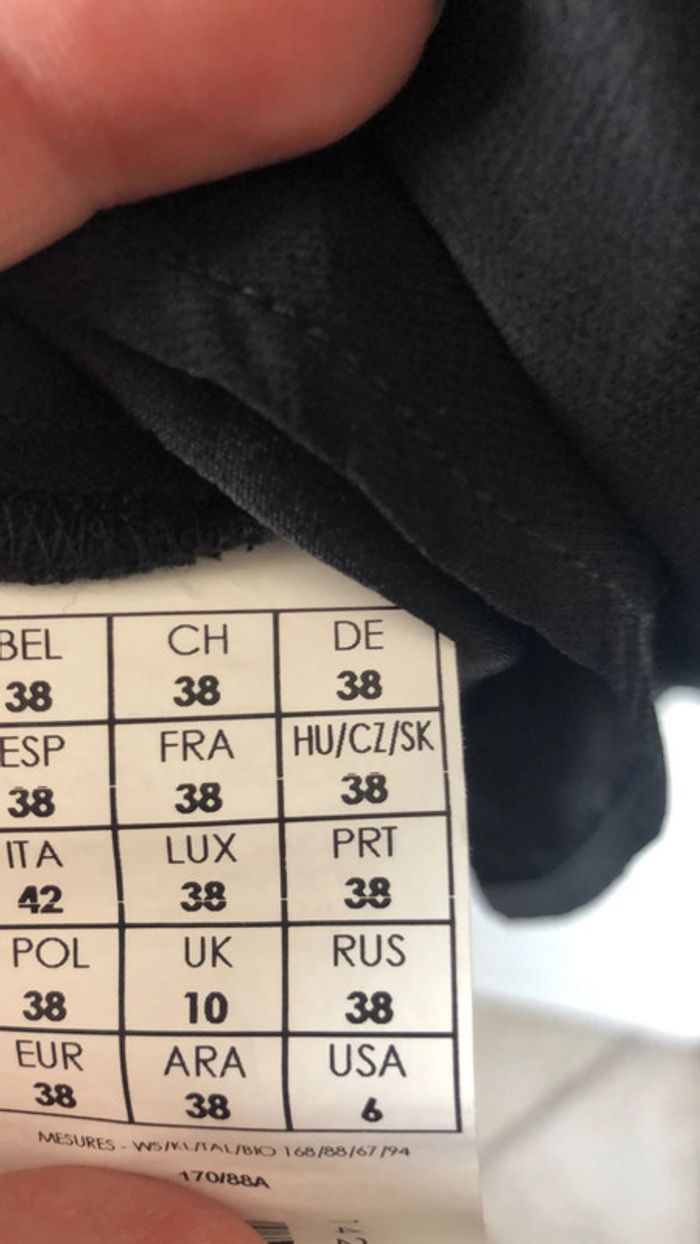 BEL CH DE
38 38 38
ESP FRA HU/CZ/SK
38 38 38
ITA LUX PRT
42 38 38
POL UK RUS
38 10 38
EUR ARA USA
38 38 6
MESURES - WS/KL/TAL/BIO 168/88/67/94
170/88A
142